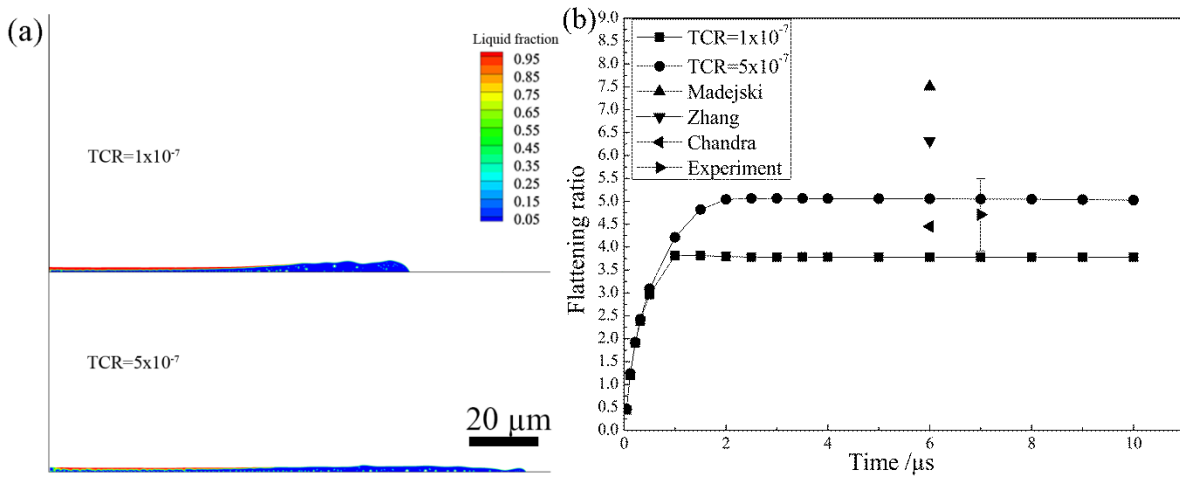 (a)
Liquid fraction
0.95
0.85
0.75
0.65
0.55
0.45
0.35
0.25
0.15
0.05
TCR=1x10⁻⁷
TCR=5x10⁻⁷
20 µm
(b)
9.0
8.5
8.0
7.5
7.0
6.5
6.0
5.5
5.0
4.5
4.0
3.5
3.0
2.5
2.0
1.5
1.0
0.5
0.0
Flattening ratio
TCR=1x10⁻⁷
TCR=5x10⁻⁷
Madejski
Zhang
Chandra
Experiment
0 2 4 6 8 10
Time /µs